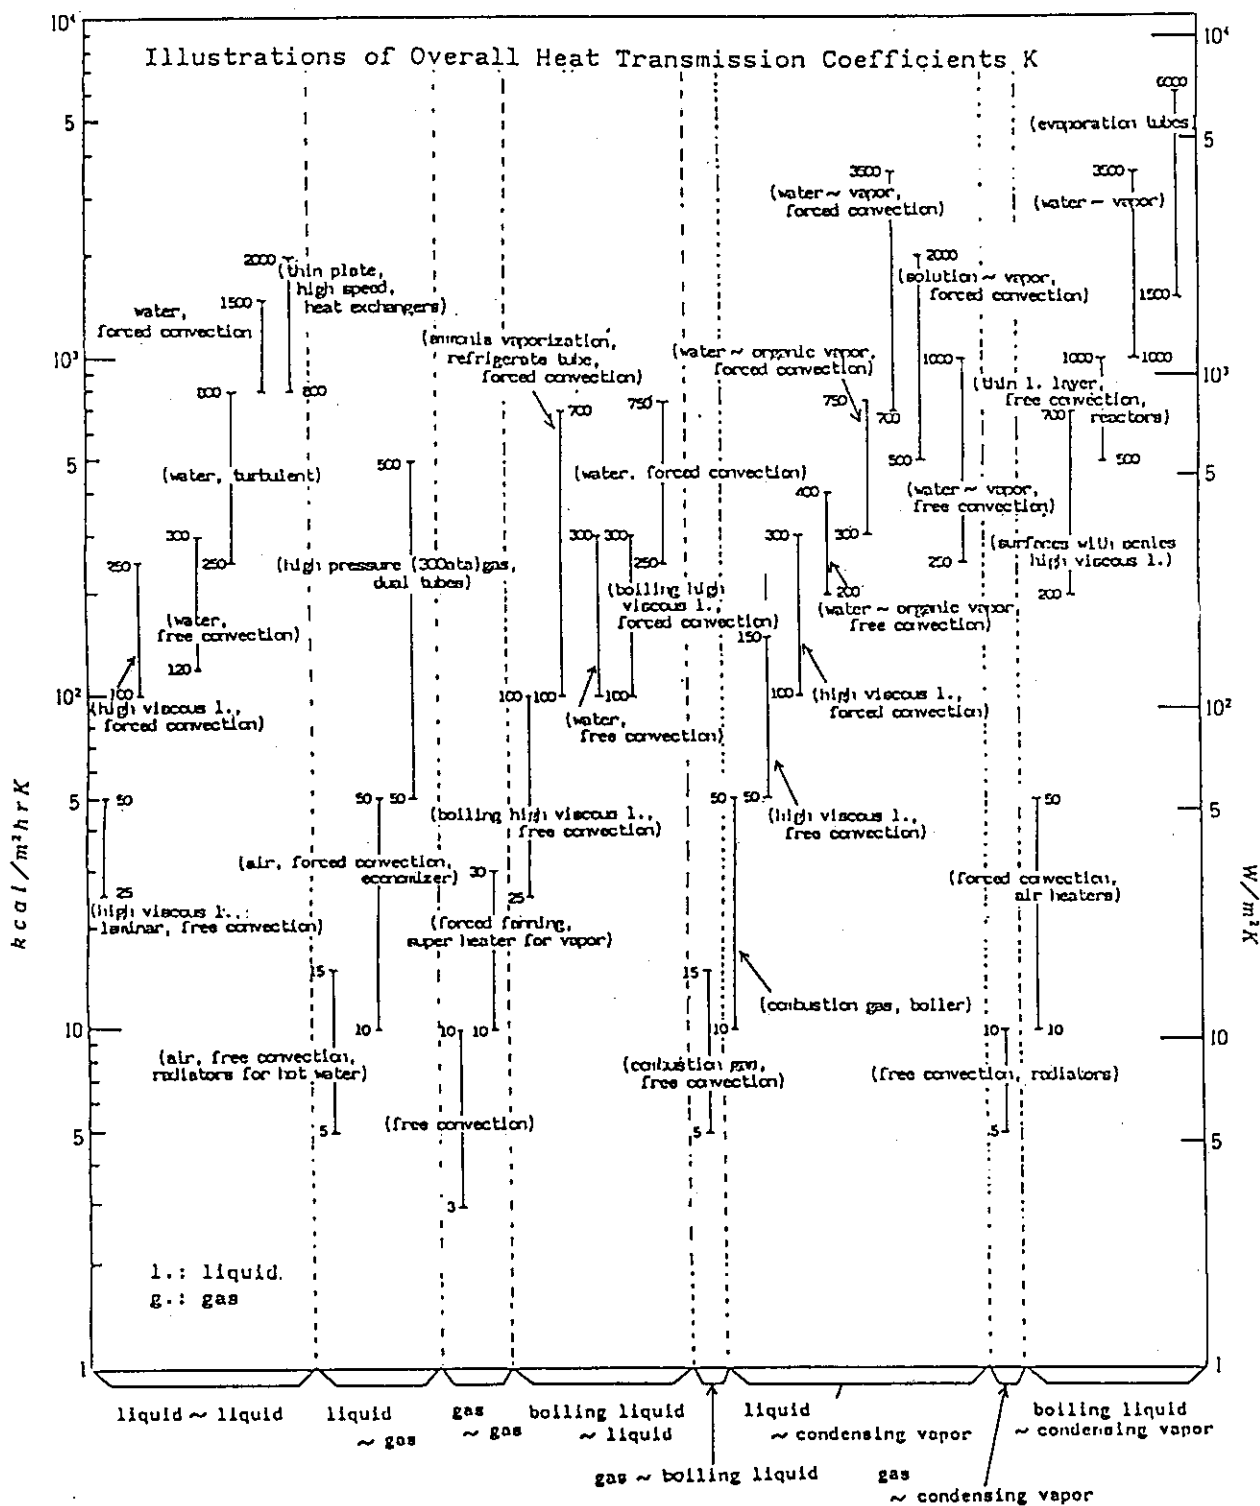 Illustrations of Overall Heat Transmission Coefficients K
10⁴
5
10³
5
10²
5
10
5
1
kcal/m²hrK
10⁴
5
10³
5
10²
5
10
5
1
W/m²K
50
25
(high viscous l.,
laminar, free convection)
250
100
(high viscous l.,
forced convection)
300
(water,
free convection)
120
800
(water, turbulent)
250
1500
water,
forced convection
2000
(thin plate,
high speed,
heat exchangers)
800
15
(air, free convection,
radiators for hot water)
5
50
(air, forced convection,
economizer)
10
500
(high pressure (300ata)gas,
dual tubes)
50
10
(free convection)
3
30
(forced fanning,
super heater for vapor)
10
100
(boiling high viscous l.,
free convection)
25
(ammonia vaporization,
refrigerate tube,
forced convection)
700
100
300
(water,
free convection)
300
(boiling high
viscous l.,
forced convection)
100
750
(water, forced convection)
250
15
(combustion gas,
free convection)
5
50
(combustion gas, boiler)
10
150
50
(high viscous l.,
free convection)
300
100
(high viscous l.,
forced convection)
400
200
(water ~ organic vapor,
free convection)
(water ~ organic vapor,
forced convection)
750
300
3500
(water ~ vapor,
forced convection)
700
2000
(solution ~ vapor,
forced convection)
500
1000
(water ~ vapor,
free convection)
250
10
(free convection, radiators)
5
50
(forced convection,
air heaters)
10
700
(surfaces with scales
high viscous l.)
200
1000
(thin l. layer,
free convection,
reactors)
500
3500
(water ~ vapor)
1000
6000
(evaporation tubes)
1500
l.: liquid
g.: gas
liquid ~ liquid
liquid
~ gas
gas
~ gas
boiling liquid
~ liquid
gas ~ boiling liquid
liquid
~ condensing vapor
gas
~ condensing vapor
boiling liquid
~ condensing vapor